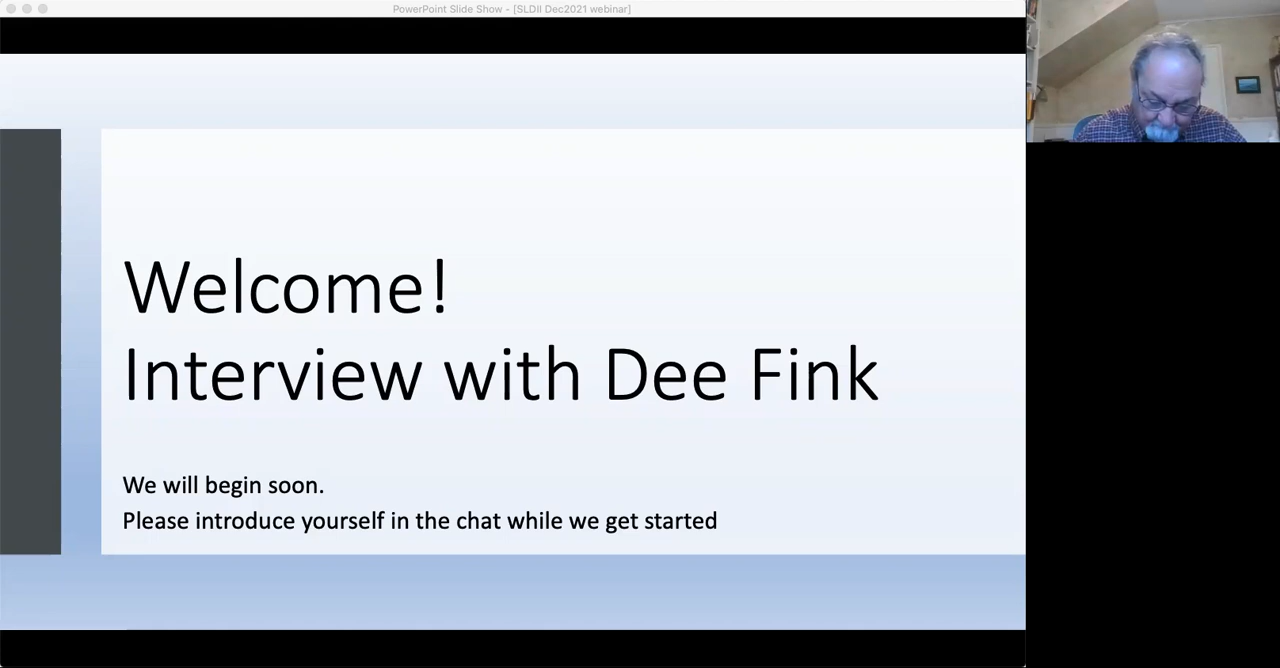 PowerPoint Slide Show - [SLDII Dec2021 webinar]
Welcome!
Interview with Dee Fink
We will begin soon.
Please introduce yourself in the chat while we get started